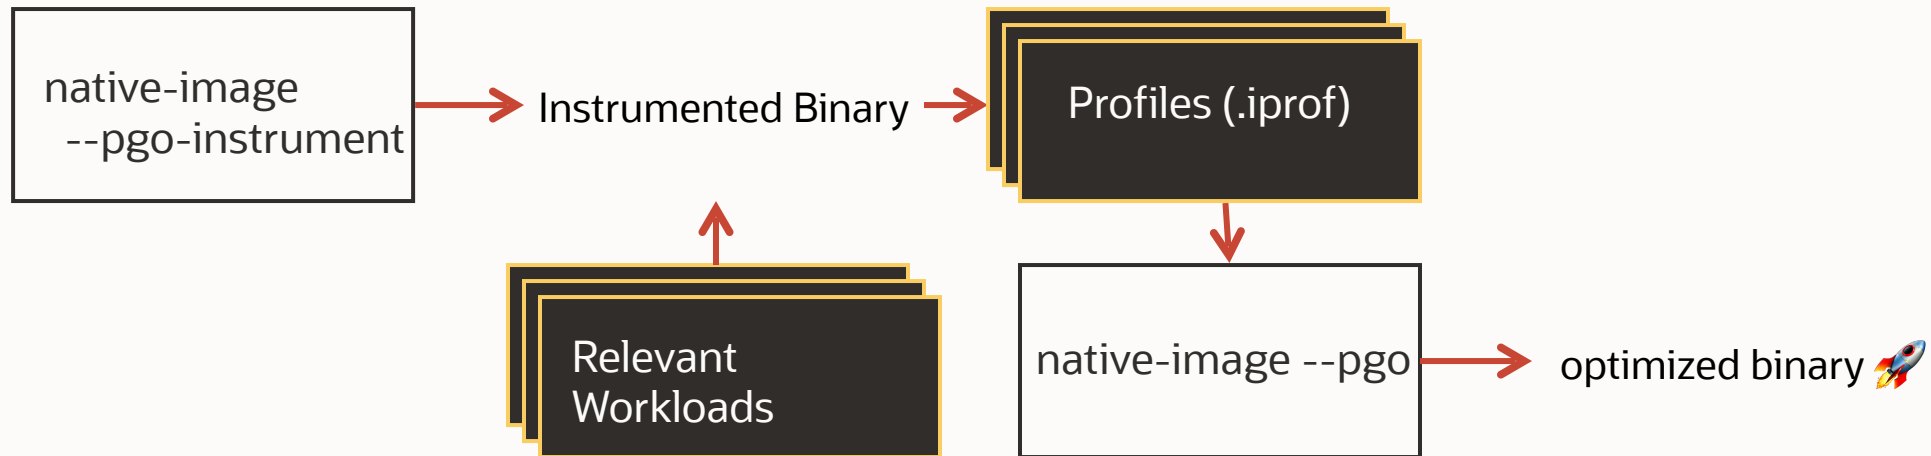 native-image
--pgo-instrument
Instrumented Binary
Profiles (.iprof)
Relevant
Workloads
native-image --pgo
optimized binary 🚀